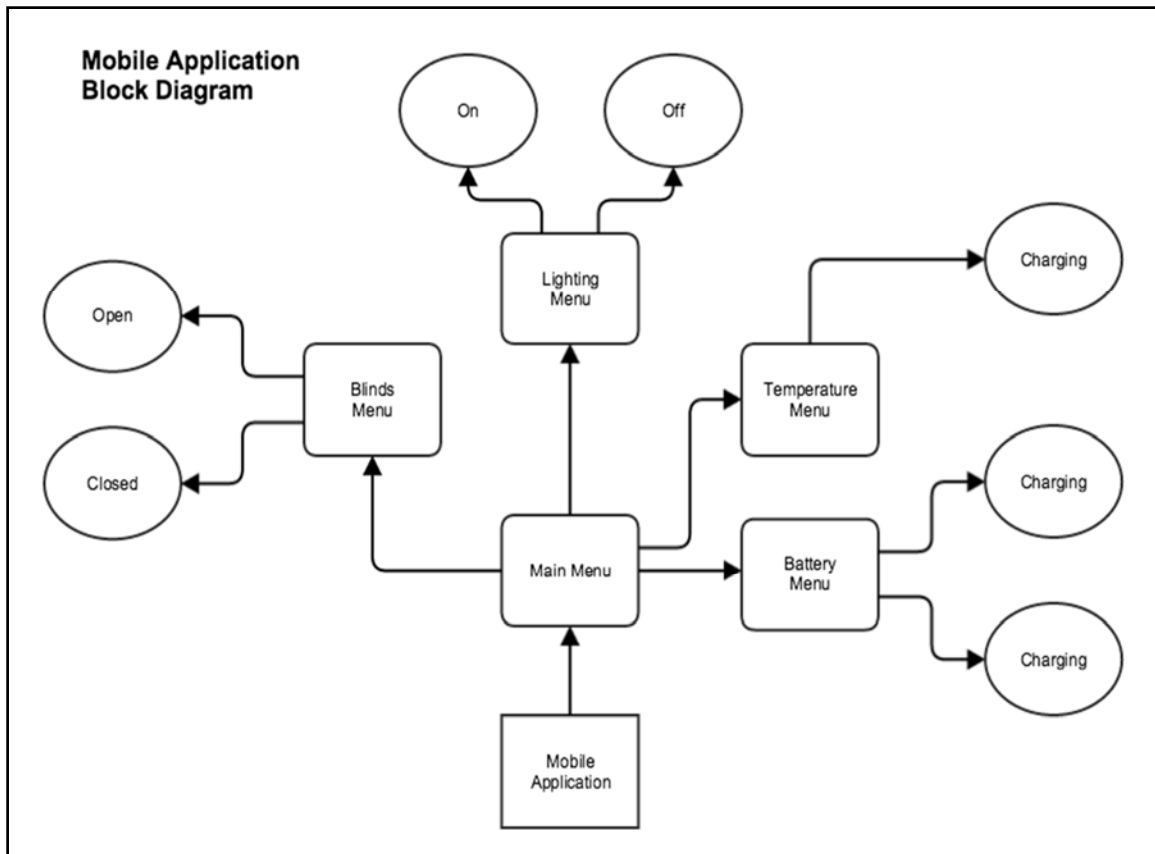 Mobile Application
Block Diagram
On
Off
Lighting
Menu
Charging
Open
Blinds
Menu
Temperature
Menu
Closed
Charging
Main Menu
Battery
Menu
Charging
Mobile
Application